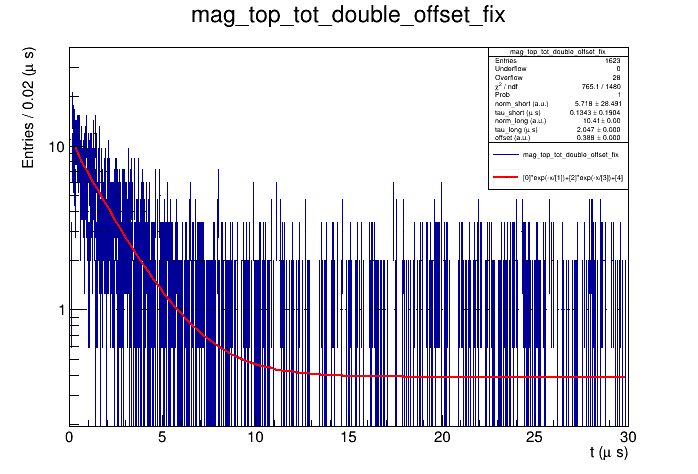 mag_top_tot_double_offset_fix
Entries / 0.02 (μ s)
mag_top_tot_double_offset_fix
Entries 1623
Underflow 0
Overflow 28
χ² / ndf 765.1 / 1480
Prob 1
norm_short (a.u.) 5.718 ± 28.491
tau_short (μ s) 0.1343 ± 0.1904
norm_long (a.u.) 10.41 ± 0.00
tau_long (μ s) 2.047 ± 0.000
offset (a.u.) 0.388 ± 0.000
mag_top_tot_double_offset_fix
[0]*exp(-x/[1])+[2]*exp(-x/[3])+[4]
10
1
0 5 10 15 20 25 30
t (μ s)